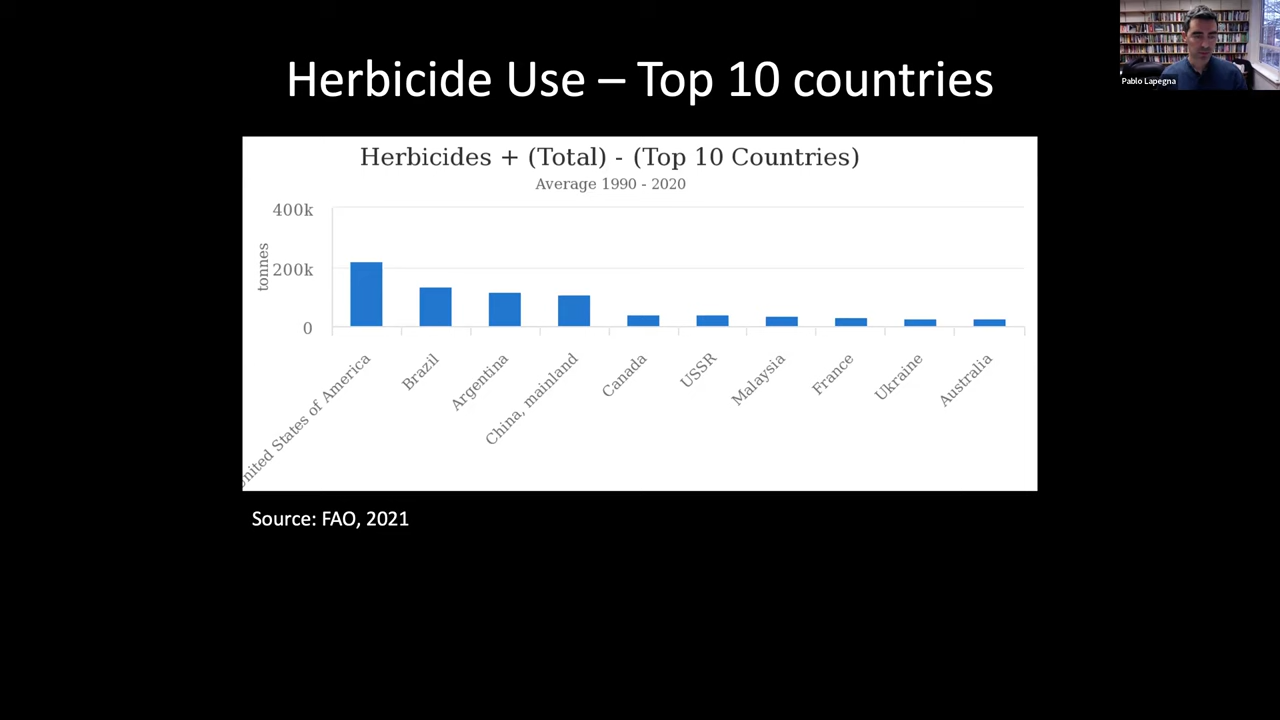 Herbicide Use – Top 10 countries
Pablo Lapegna
Herbicides + (Total) - (Top 10 Countries)
Average 1990 - 2020
tonnes
400k
200k
0
United States of America
Brazil
Argentina
China, mainland
Canada
USSR
Malaysia
France
Ukraine
Australia
Source: FAO, 2021